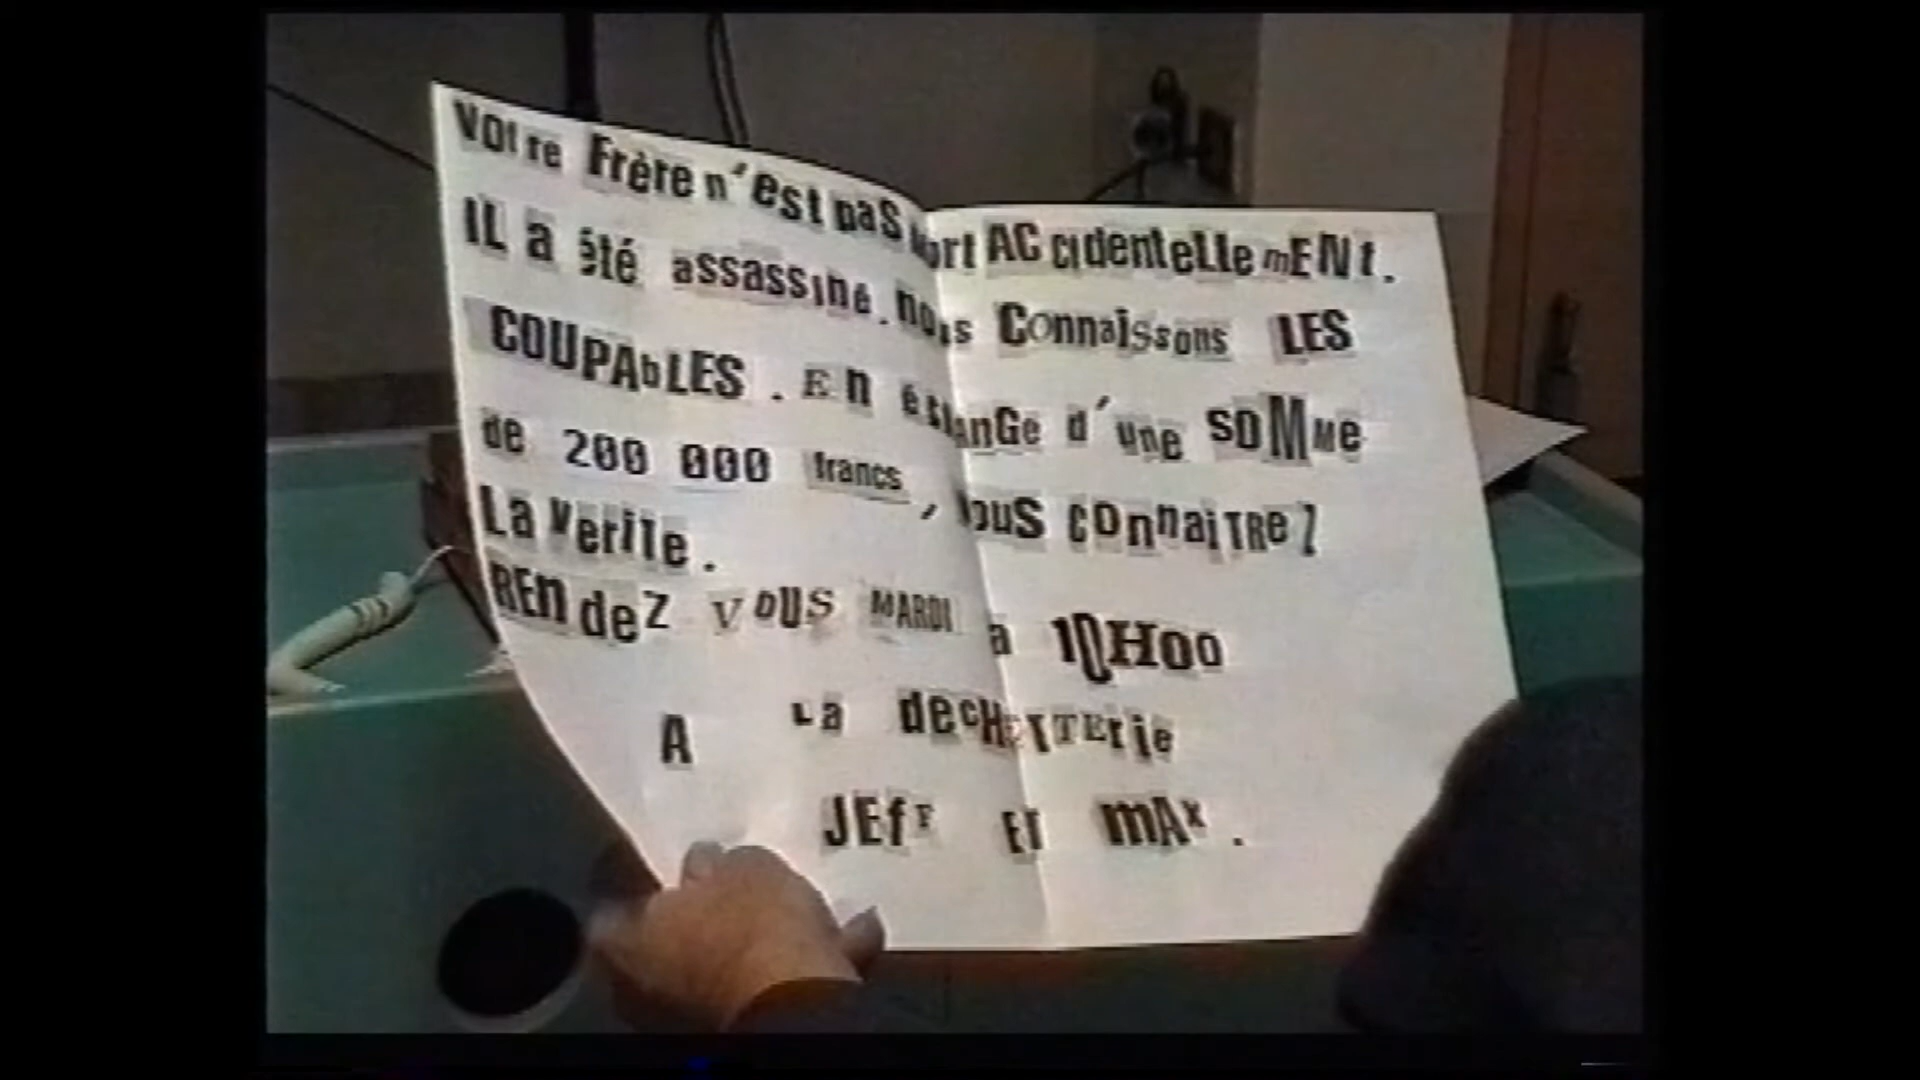 VOtre Frère n'est paS mort ACcidenteLLemENt.
IL a été assassiné. nous Connaissons LES
COUPAbLES. En échanGe d'une SOMMe
de 200 000 francs, vous connaiTReZ
La verite.
REndeZ VOUS MARDI a 10Hoo
A La decHeTTErie
JEfF ET mAx.